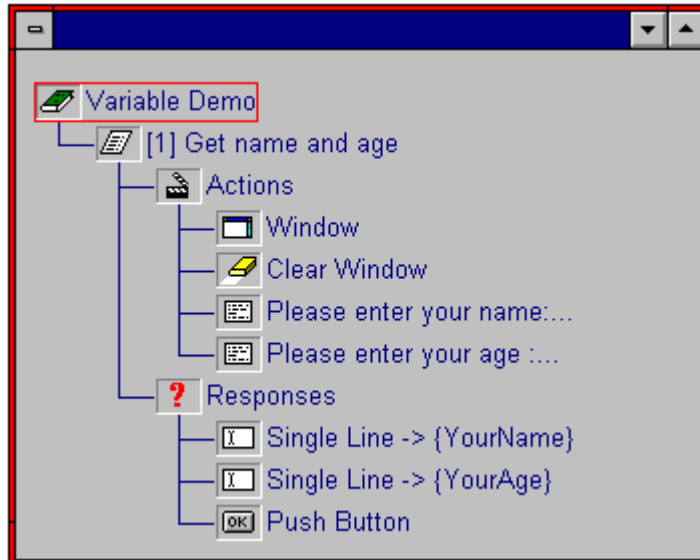 Variable Demo
[1] Get name and age
Actions
Window
Clear Window
Please enter your name:...
Please enter your age :...
? Responses
Single Line -> {YourName}
Single Line -> {YourAge}
OK Push Button